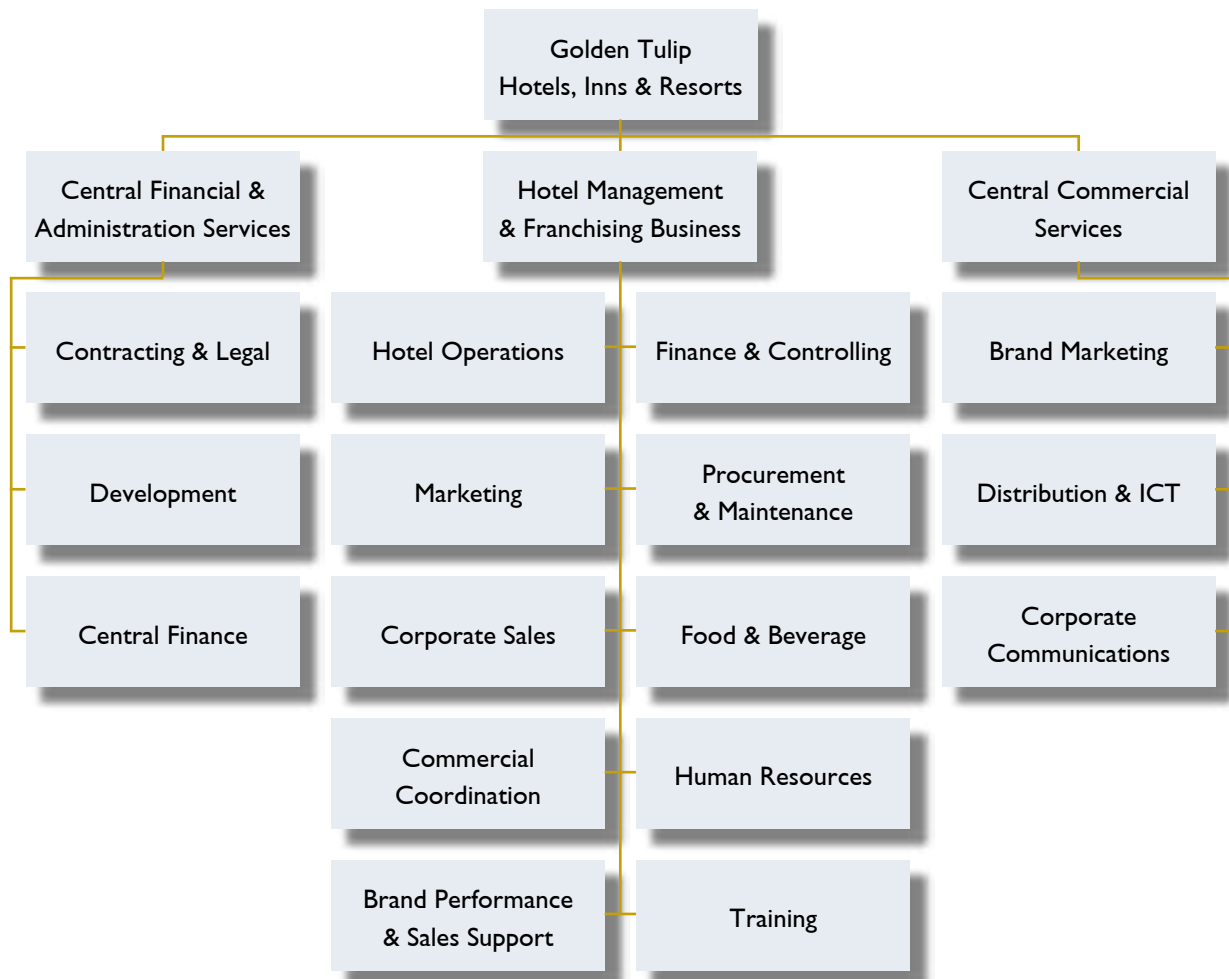 Golden Tulip
Hotels, Inns & Resorts
Central Financial &
Administration Services
Hotel Management
& Franchising Business
Central Commercial
Services
Contracting & Legal
Hotel Operations
Finance & Controlling
Brand Marketing
Development
Marketing
Procurement
& Maintenance
Distribution & ICT
Central Finance
Corporate Sales
Food & Beverage
Corporate
Communications
Commercial
Coordination
Human Resources
Brand Performance
& Sales Support
Training